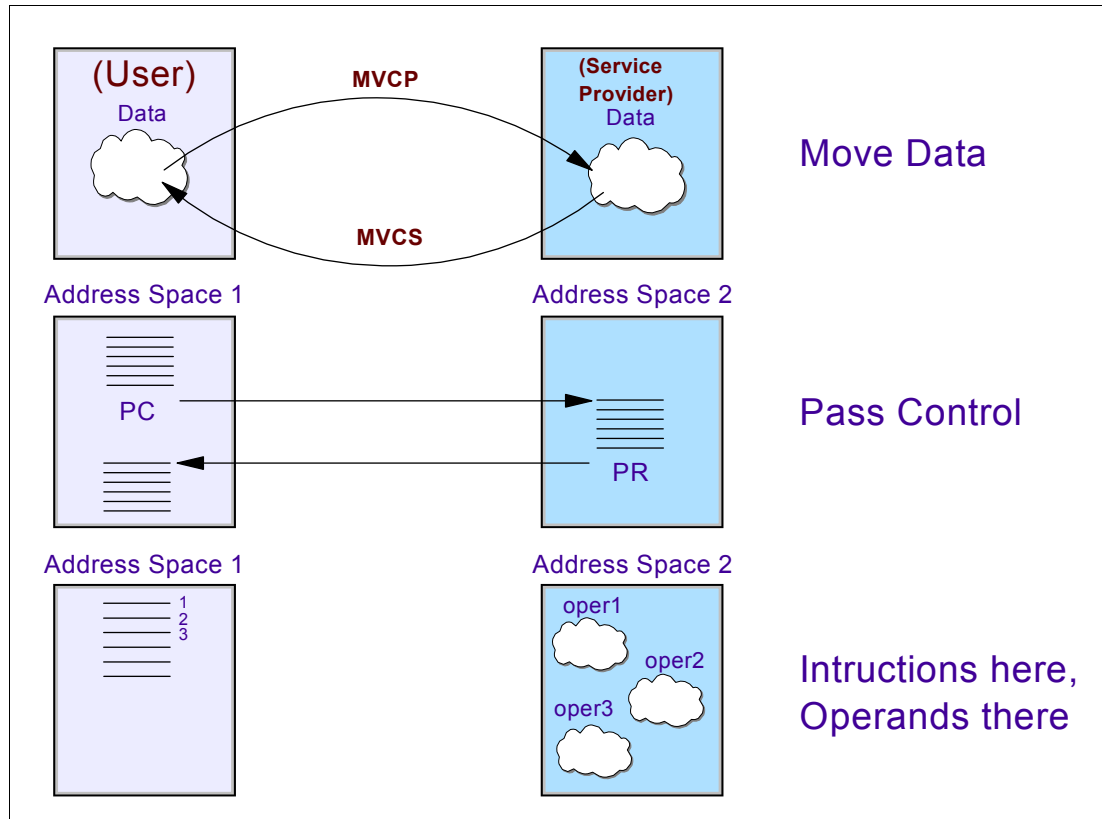 (User)
Data
MVCP
(Service
Provider)
Data
Move Data
MVCS
Address Space 1
Address Space 2
PC
PR
Pass Control
Address Space 1
Address Space 2
1
2
3
oper1
oper2
oper3
Intructions here,
Operands there